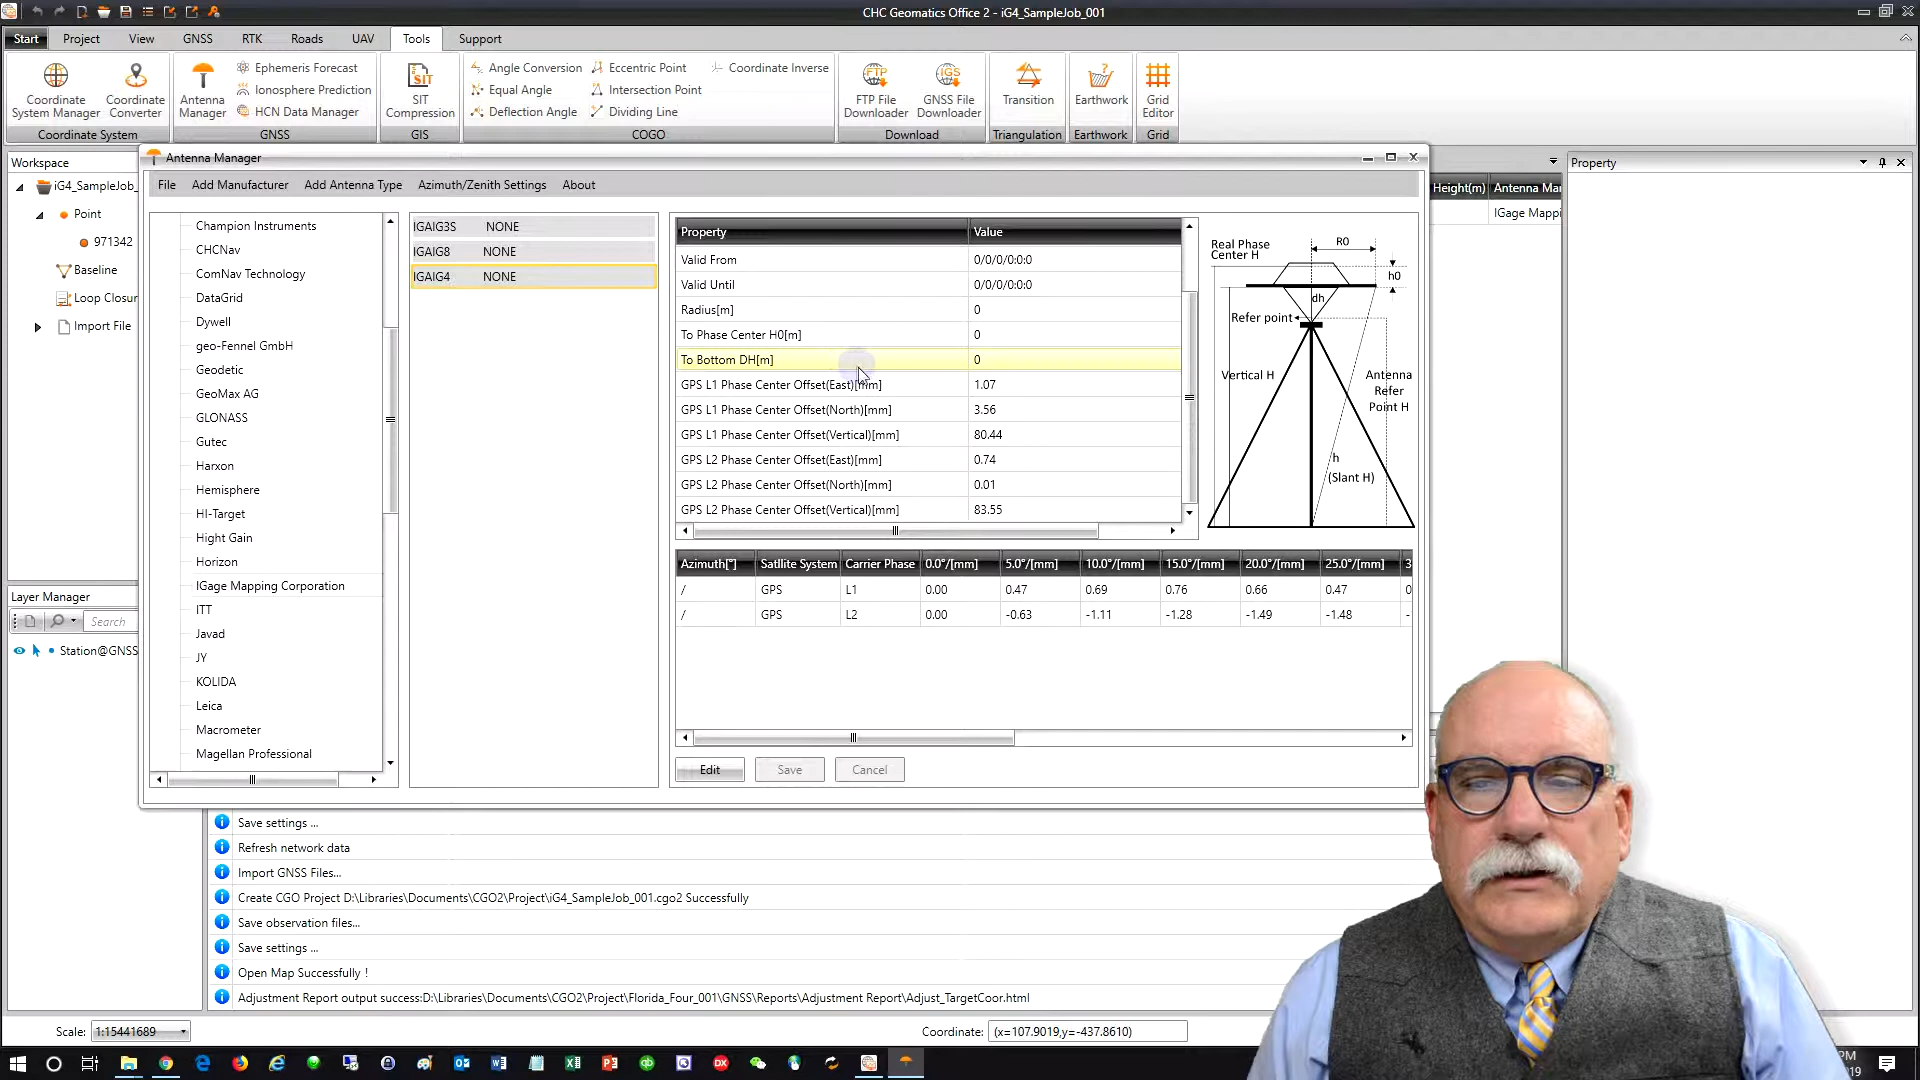 CHC Geomatics Office 2 - iG4_SampleJob_001
Start Project View GNSS RTK Roads UAV Tools Support
Coordinate System Manager
Coordinate Converter
Coordinate System
Antenna Manager
Ephemeris Forecast
Ionosphere Prediction
HCN Data Manager
GNSS
SIT
SIT Compression
GIS
Angle Conversion
Equal Angle
Deflection Angle
Eccentric Point
Intersection Point
Dividing Line
Coordinate Inverse
COGO
FTP
FTP File Downloader
IGS
GNSS File Downloader
Download
Transition
Triangulation
Earthwork
Earthwork
Grid Editor
Grid
Workspace
iG4_SampleJob_
Point
971342
Baseline
Loop Closur
Import File
Antenna Manager
File Add Manufacturer Add Antenna Type Azimuth/Zenith Settings About
Champion Instruments
CHCNav
ComNav Technology
DataGrid
Dywell
geo-Fennel GmbH
Geodetic
GeoMax AG
GLONASS
Gutec
Harxon
Hemisphere
HI-Target
Hight Gain
Horizon
IGage Mapping Corporation
ITT
Javad
JY
KOLIDA
Leica
Macrometer
Magellan Professional
IGAIG3S NONE
IGAIG8 NONE
IGAIG4 NONE
Property Value
Valid From 0/0/0/0:0:0
Valid Until 0/0/0/0:0:0
Radius[m] 0
To Phase Center H0[m] 0
To Bottom DH[m] 0
GPS L1 Phase Center Offset(East)[mm] 1.07
GPS L1 Phase Center Offset(North)[mm] 3.56
GPS L1 Phase Center Offset(Vertical)[mm] 80.44
GPS L2 Phase Center Offset(East)[mm] 0.74
GPS L2 Phase Center Offset(North)[mm] 0.01
GPS L2 Phase Center Offset(Vertical)[mm] 83.55
Real Phase Center H
R0
h0
dh
Refer point
Vertical H
Antenna Refer Point H
h
(Slant H)
Azimuth[°] Satllite System Carrier Phase 0.0°/[mm] 5.0°/[mm] 10.0°/[mm] 15.0°/[mm] 20.0°/[mm] 25.0°/[mm] 3
/ GPS L1 0.00 0.47 0.69 0.76 0.66 0.47 0
/ GPS L2 0.00 -0.63 -1.11 -1.28 -1.49 -1.48 -
Edit Save Cancel
Height(m) Antenna Mar
IGage Mappi
Property
Layer Manager
Search
Station@GNSS
Save settings ...
Refresh network data
Import GNSS Files...
Create CGO Project D:\Libraries\Documents\CGO2\Project\iG4_SampleJob_001.cgo2 Successfully
Save observation files...
Save settings ...
Open Map Successfully !
Adjustment Report output success:D:\Libraries\Documents\CGO2\Project\Florida_Four_001\GNSS\Reports\Adjustment Report\Adjust_TargetCoor.html
Scale: 1:15441689
Coordinate: (x=107.9019,y=-437.8610)
PM
019